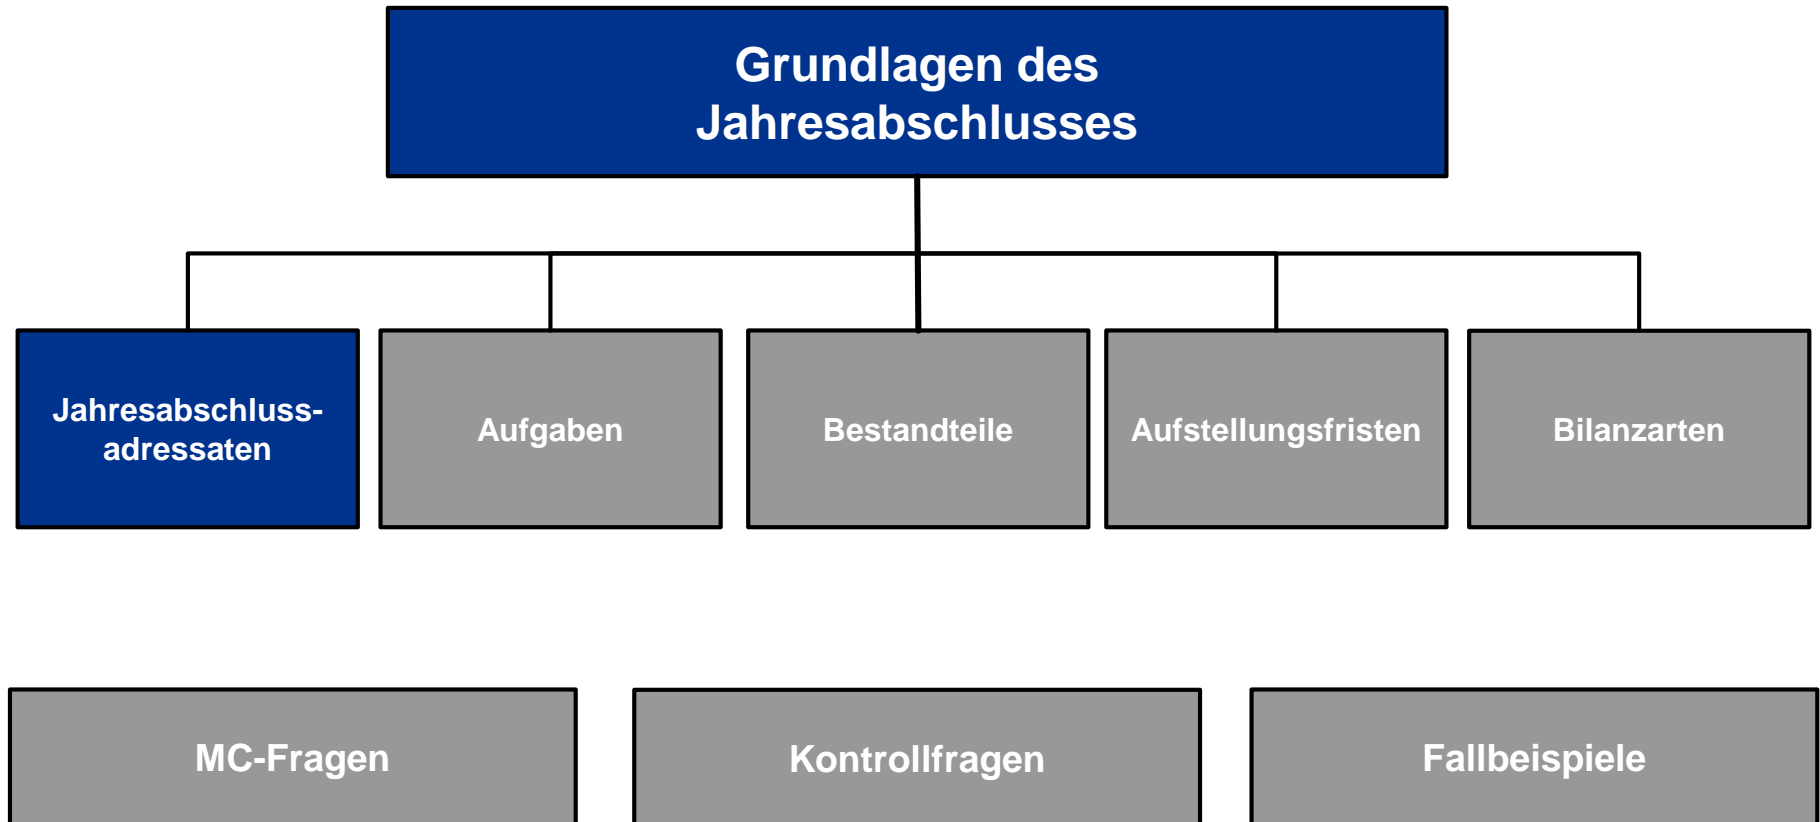 Grundlagen des
Jahresabschlusses
Jahresabschluss-
adressaten
Aufgaben
Bestandteile
Aufstellungsfristen
Bilanzarten
MC-Fragen
Kontrollfragen
Fallbeispiele